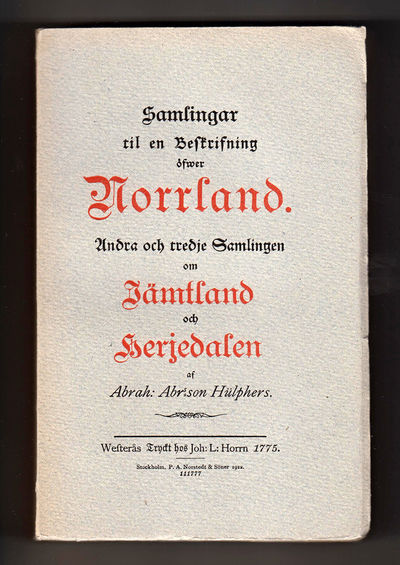 Samlingar
til en Beſkrifning
öfwer
Norrland.
Andra och tredje Samlingen
om
Jämtland
och
Herjedalen
af
Abrah: Abr:son Hülphers.
Weſterås Tryckt hos Joh: L: Horrn 1775.
Stockholm. P. A. Norstedt & Söner 1922.
111777